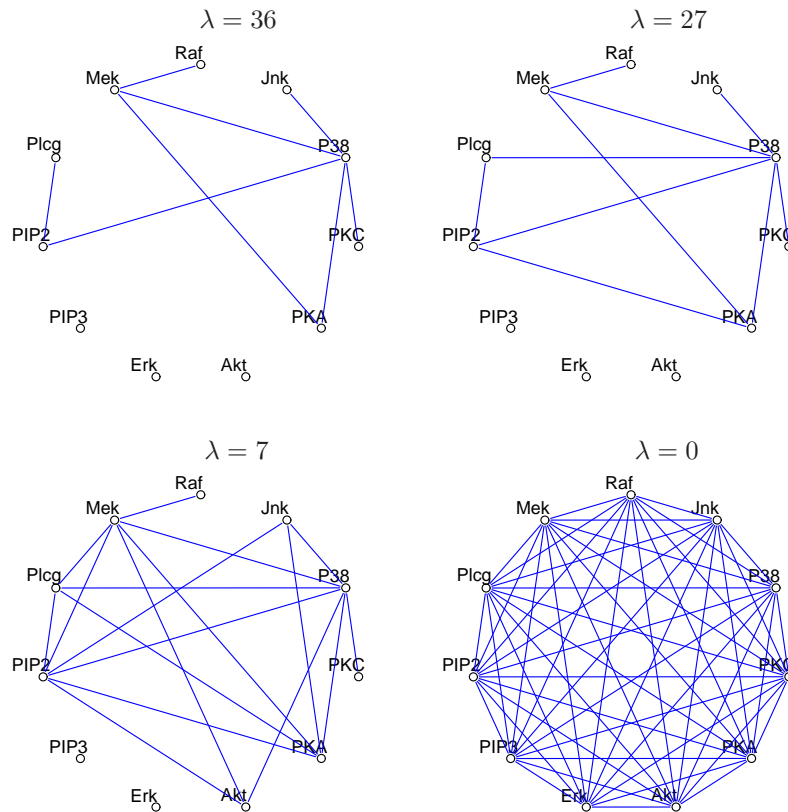 λ = 36
Raf
Mek
Jnk
Plcg
P38
PIP2
PKC
PIP3
PKA
Erk
Akt
λ = 27
Raf
Mek
Jnk
Plcg
P38
PIP2
PKC
PIP3
PKA
Erk
Akt
λ = 7
Raf
Mek
Jnk
Plcg
P38
PIP2
PKC
PIP3
PKA
Erk
Akt
λ = 0
Raf
Mek
Jnk
Plcg
P38
PIP2
PKC
PIP3
PKA
Erk
Akt